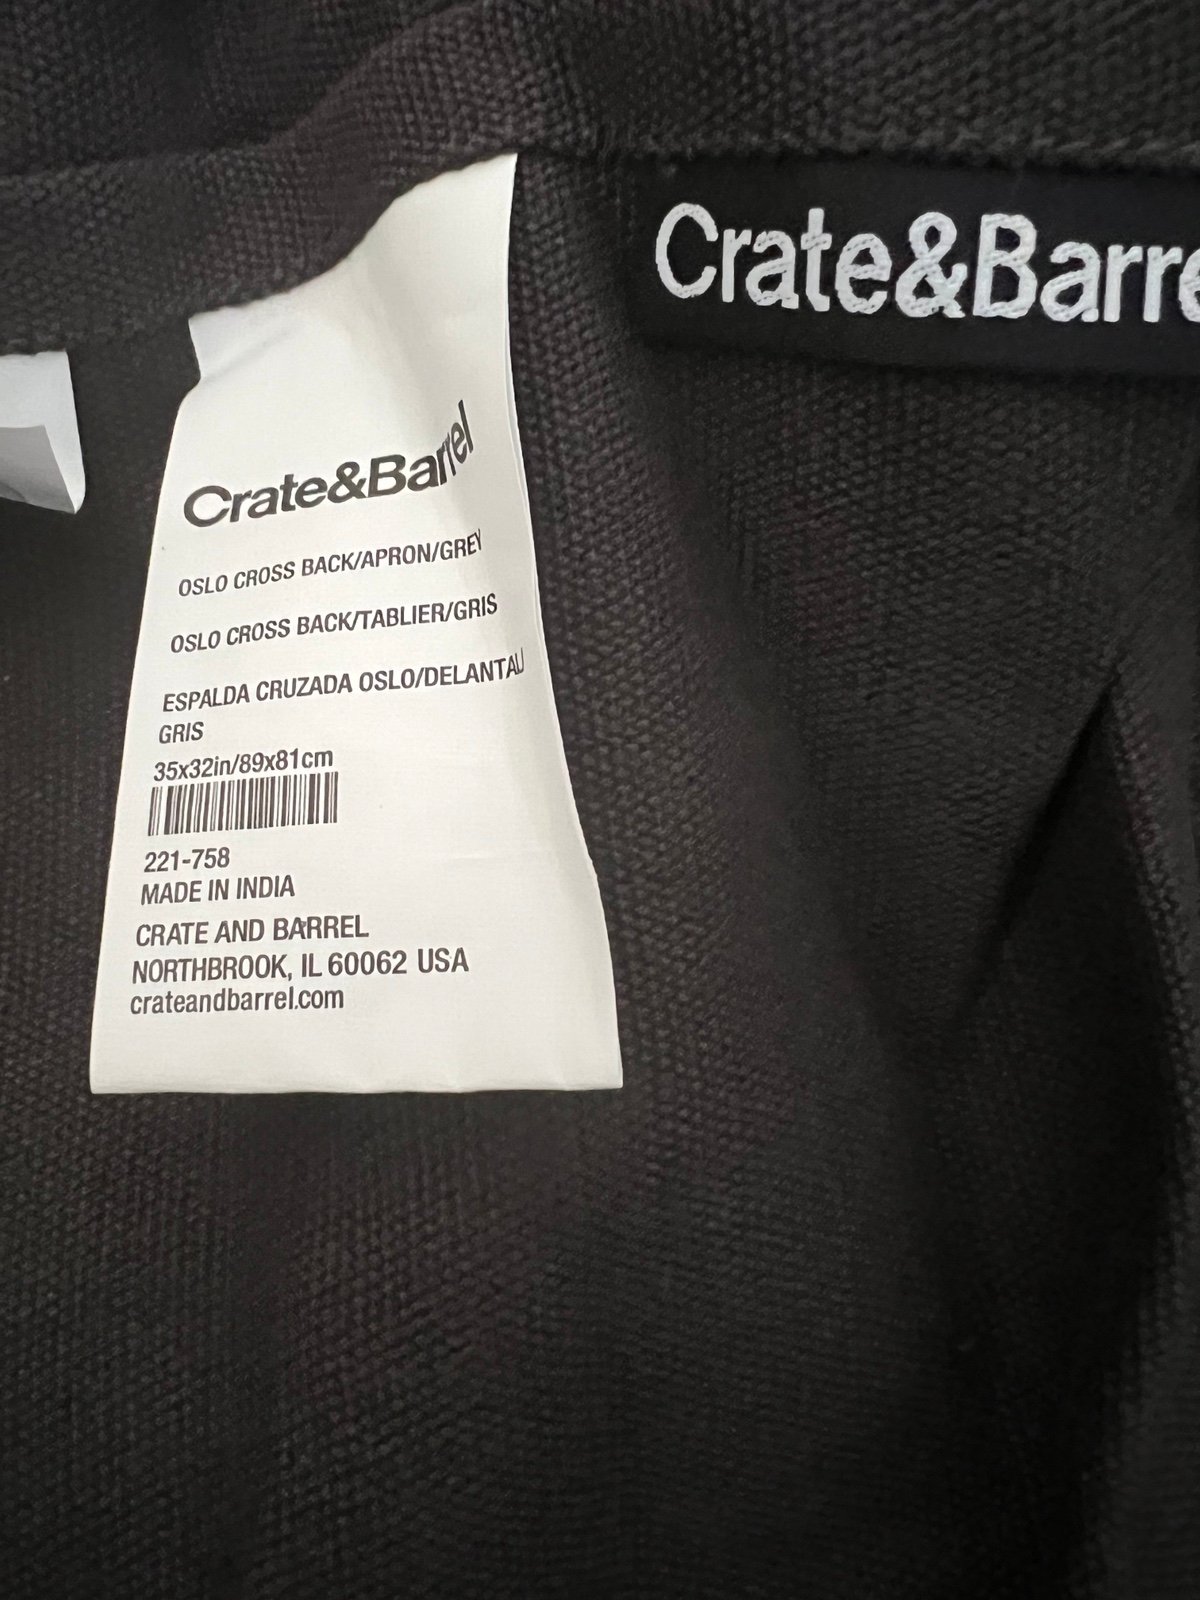 Crate&Barre
Crate&Barrel
OSLO CROSS BACK/APRON/GREY
OSLO CROSS BACK/TABLIER/GRIS
ESPALDA CRUZADA OSLO/DELANTAL/
GRIS
35x32in/89x81cm
221-758
MADE IN INDIA
CRATE AND BARREL
NORTHBROOK, IL 60062 USA
crateandbarrel.com